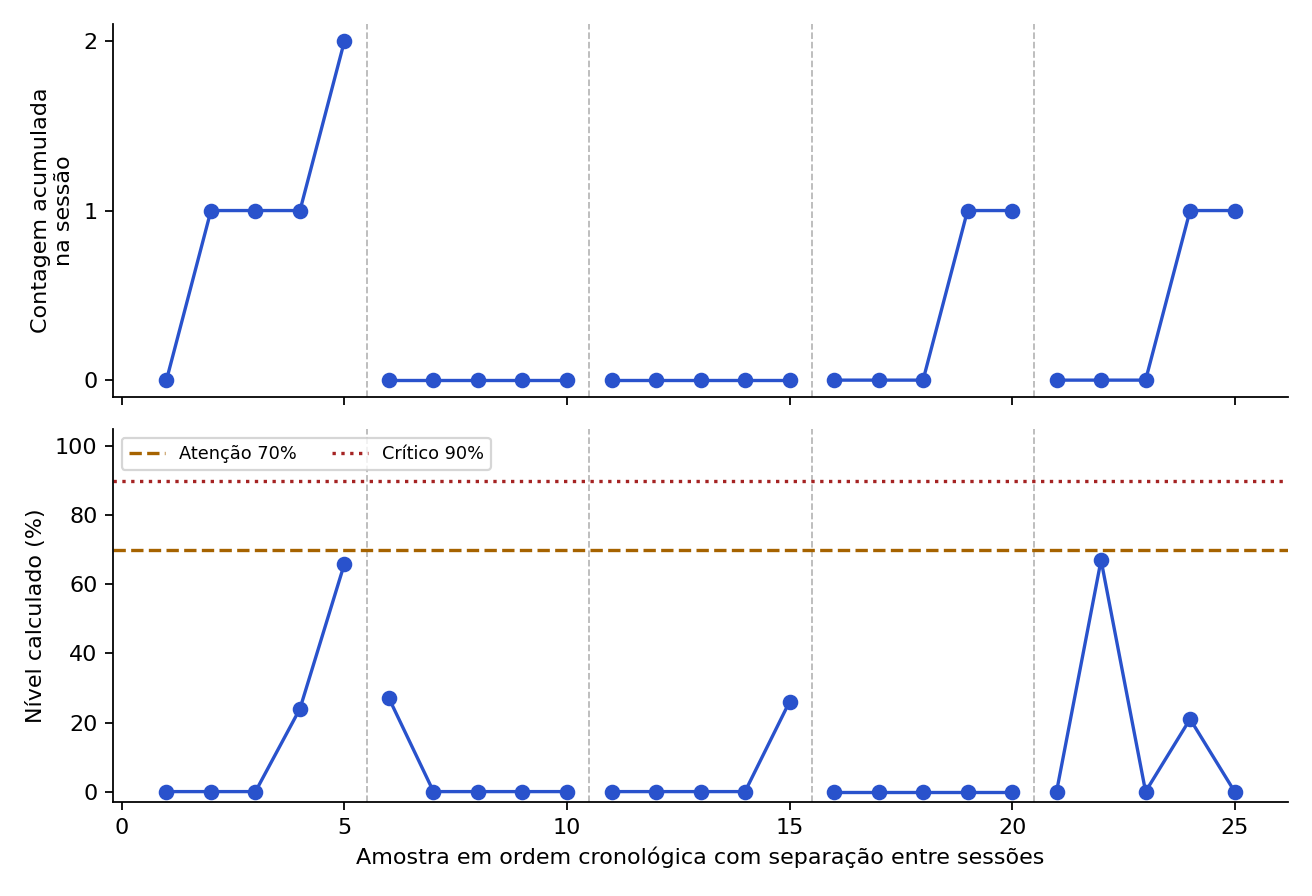 Contagem acumulada
na sessão
2
1
0
Atenção 70%
Crítico 90%
Nível calculado (%)
100
80
60
40
20
0
0 5 10 15 20 25
Amostra em ordem cronológica com separação entre sessões